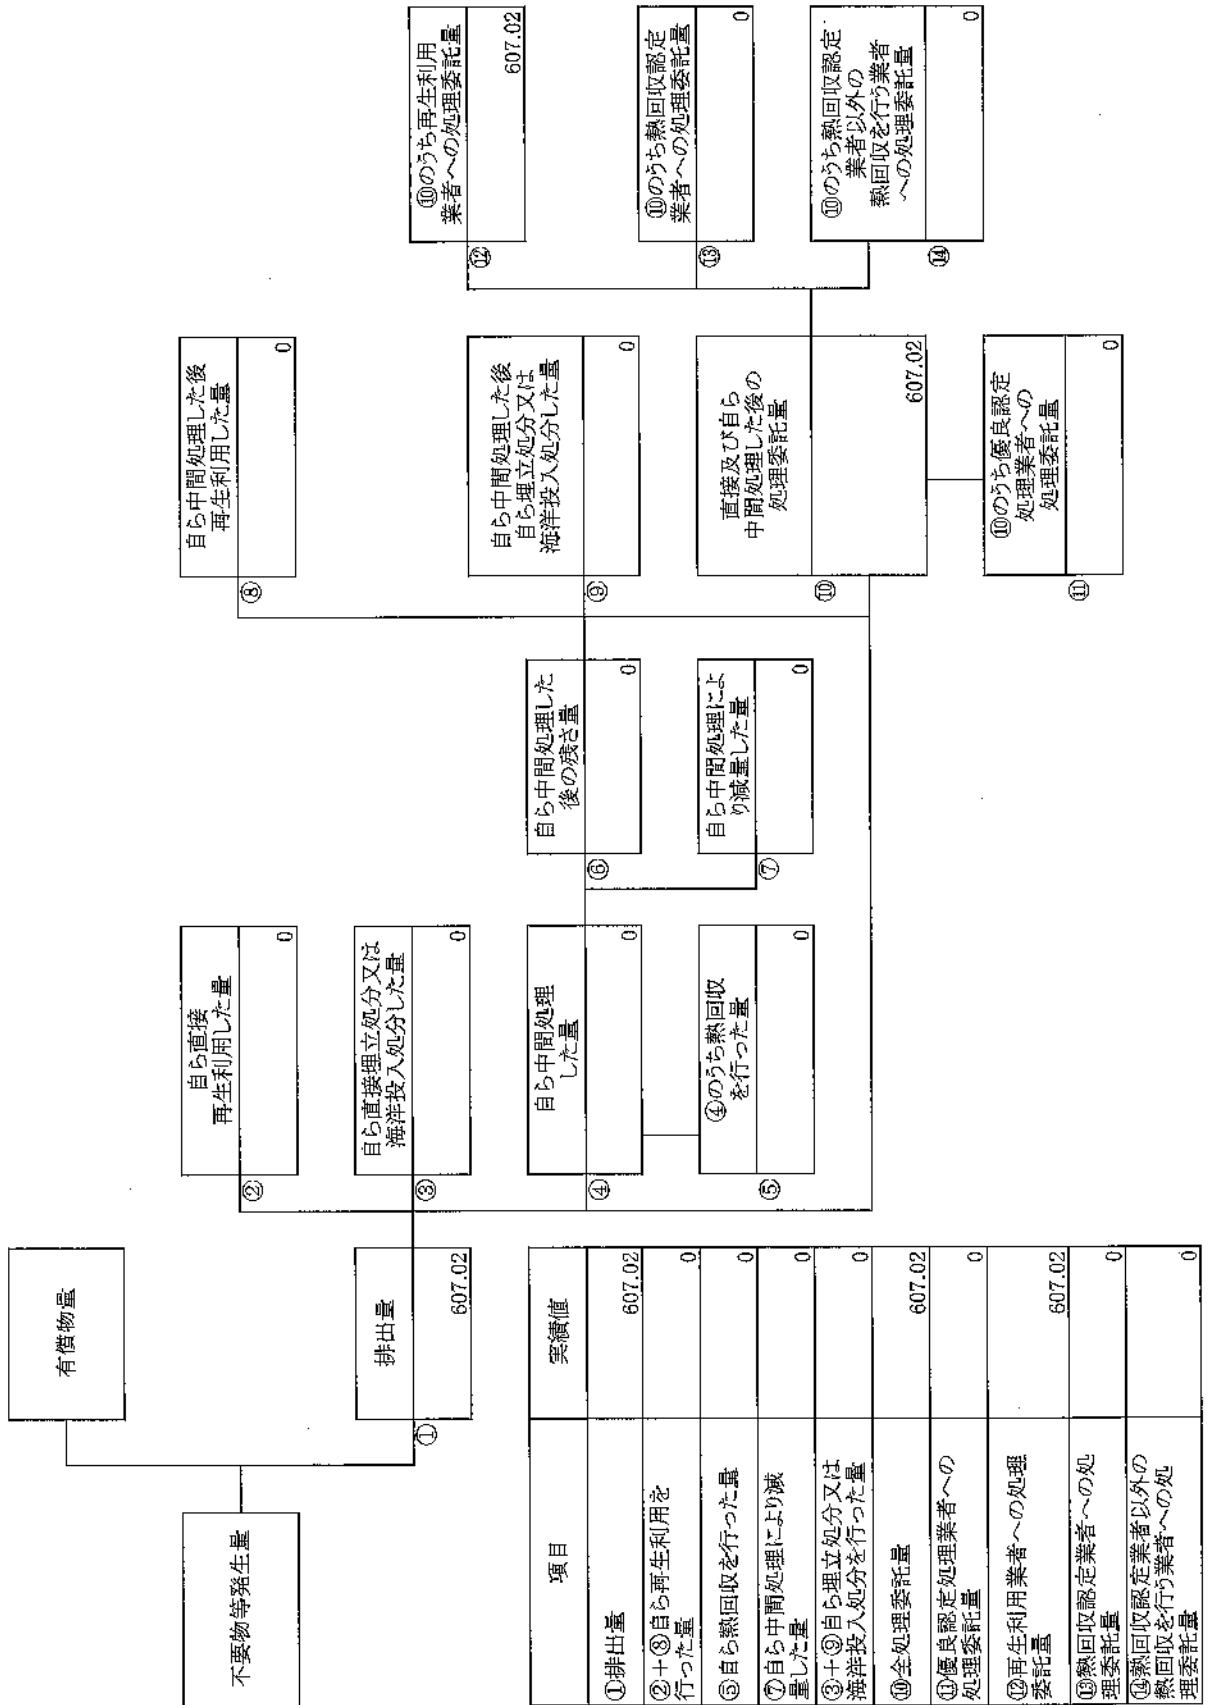 不要物等発生量
有償物量
排出量
①
607.02
自ら直接
再生利用した量
②
0
自ら直接埋立処分又は
海洋投入処分した量
③
0
自ら中間処理
した量
④
0
④のうち熱回収
を行った量
⑤
0
自ら中間処理した
後の残さ量
⑥
0
自ら中間処理によ
り減量した量
⑦
0
自ら中間処理した後
再生利用した量
⑧
0
自ら中間処理した後
自ら埋立処分又は
海洋投入処分した量
⑨
0
直接及び自ら
中間処理した後の
処理委託量
⑩
607.02
⑩のうち優良認定
処理業者への
処理委託量
⑪
0
⑩のうち再生利用
業者への処理委託量
⑫
607.02
⑩のうち熱回収認定
業者への処理委託量
⑬
0
⑩のうち熱回収認定
業者以外の
熱回収を行う業者
への処理委託量
⑭
0
項目 実績値
①排出量 607.02
②+⑧自ら再生利用を
行った量 0
⑤自ら熱回収を行った量 0
⑦自ら中間処理により減
量した量 0
③+⑨自ら埋立処分又は
海洋投入処分を行った量 0
⑩全処理委託量 607.02
⑪優良認定処理業者への
処理委託量 0
⑫再生利用業者への処理
委託量 607.02
⑬熱回収認定業者への処
理委託量 0
⑭熱回収認定業者以外の
熱回収を行う業者への処
理委託量 0